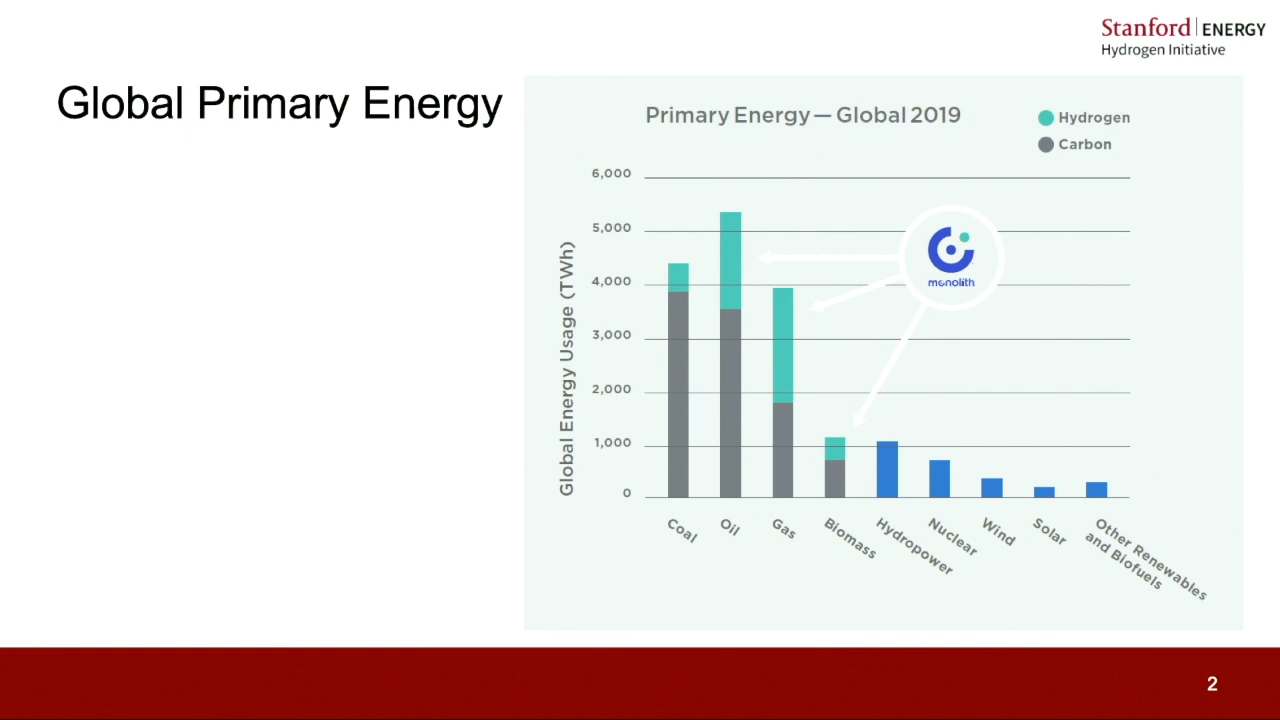 Stanford ENERGY
Hydrogen Initiative
Global Primary Energy
Primary Energy — Global 2019
Hydrogen
Carbon
Global Energy Usage (TWh)
6,000
5,000
4,000
3,000
2,000
1,000
0
monolith
Coal
Oil
Gas
Biomass
Hydropower
Nuclear
Wind
Solar
Other Renewables
and Biofuels
2